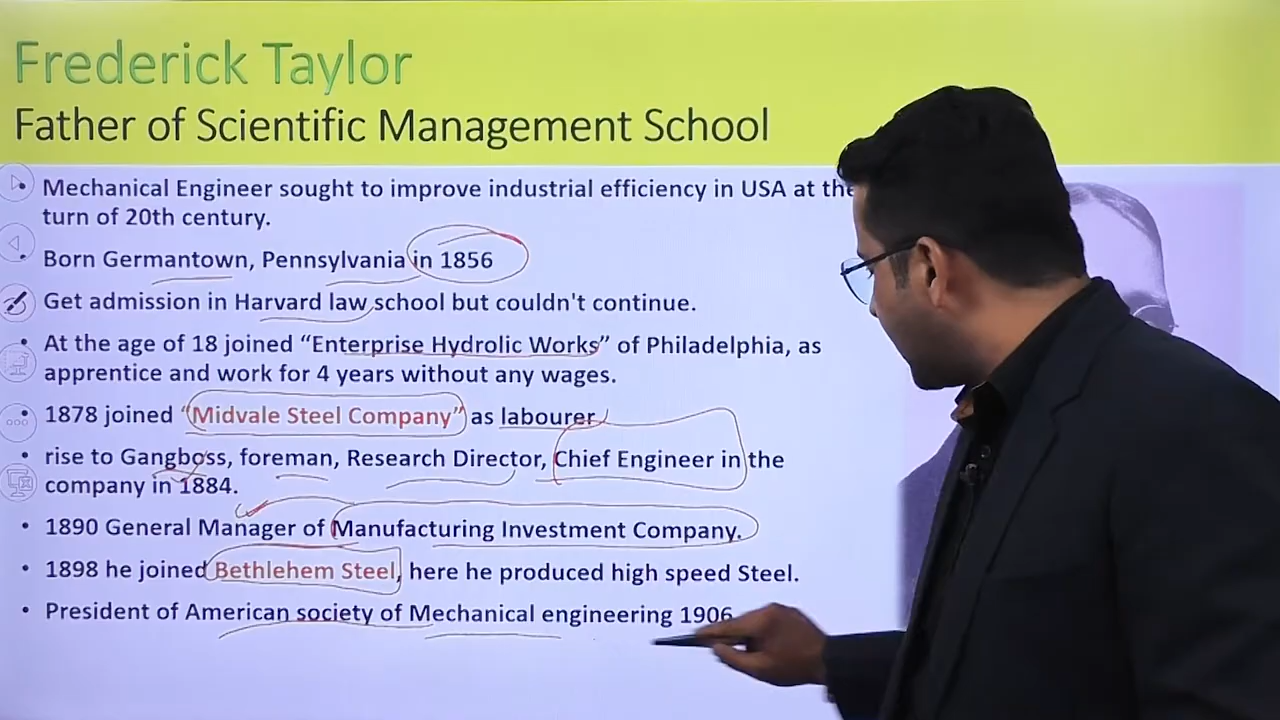 Frederick Taylor
Father of Scientific Management School
• Mechanical Engineer sought to improve industrial efficiency in USA at the
turn of 20th century.
• Born Germantown, Pennsylvania in 1856
Get admission in Harvard law school but couldn't continue.
• At the age of 18 joined “Enterprise Hydrolic Works” of Philadelphia, as
apprentice and work for 4 years without any wages.
• 1878 joined “Midvale Steel Company” as labourer
• rise to Gangboss, foreman, Research Director, Chief Engineer in the
company in 1884.
• 1890 General Manager of Manufacturing Investment Company.
• 1898 he joined Bethlehem Steel, here he produced high speed Steel.
• President of American society of Mechanical engineering 1906